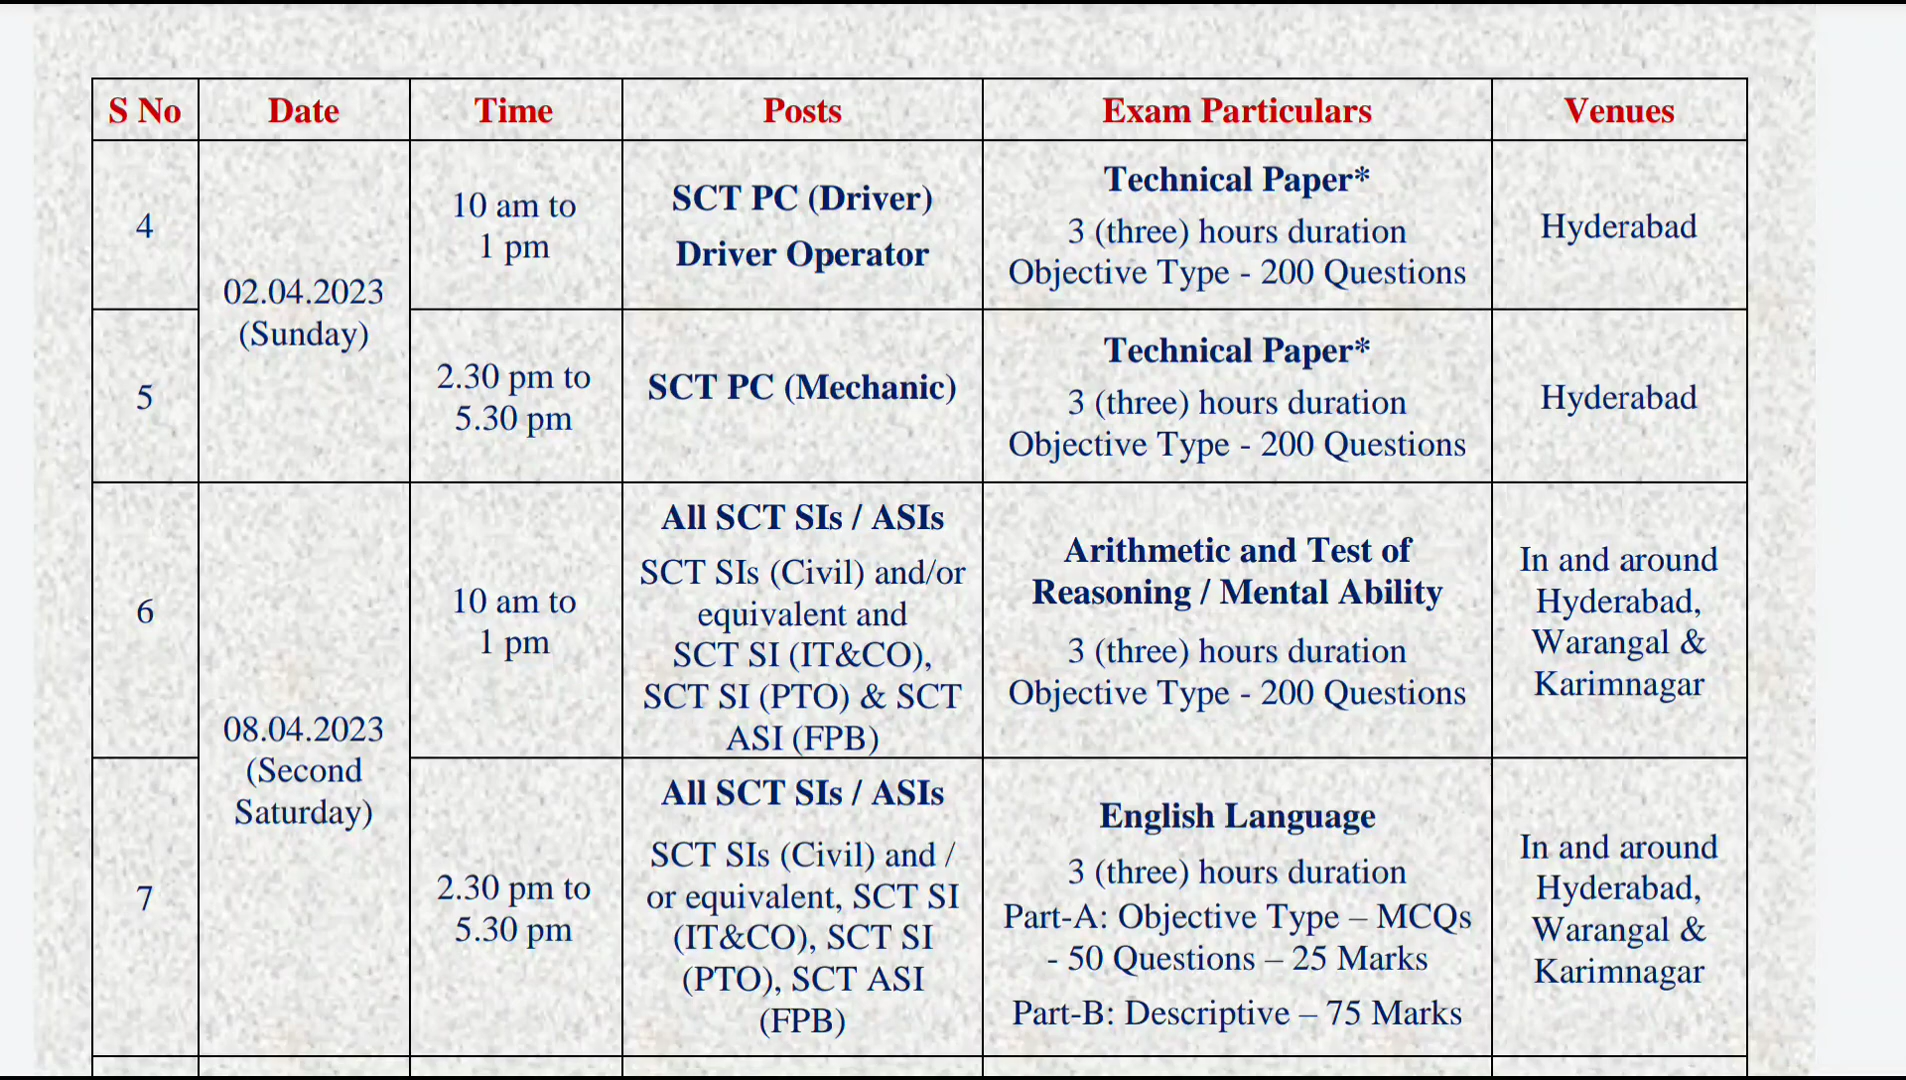 S No Date Time Posts Exam Particulars Venues
4
02.04.2023
(Sunday)
10 am to
1 pm
SCT PC (Driver)
Driver Operator
Technical Paper*
3 (three) hours duration
Objective Type - 200 Questions
Hyderabad
5
2.30 pm to
5.30 pm
SCT PC (Mechanic)
Technical Paper*
3 (three) hours duration
Objective Type - 200 Questions
Hyderabad
6
08.04.2023
(Second
Saturday)
10 am to
1 pm
All SCT SIs / ASIs
SCT SIs (Civil) and/or
equivalent and
SCT SI (IT&CO),
SCT SI (PTO) & SCT
ASI (FPB)
Arithmetic and Test of
Reasoning / Mental Ability
3 (three) hours duration
Objective Type - 200 Questions
In and around
Hyderabad,
Warangal &
Karimnagar
7
2.30 pm to
5.30 pm
All SCT SIs / ASIs
SCT SIs (Civil) and /
or equivalent, SCT SI
(IT&CO), SCT SI
(PTO), SCT ASI
(FPB)
English Language
3 (three) hours duration
Part-A: Objective Type – MCQs
- 50 Questions – 25 Marks
Part-B: Descriptive – 75 Marks
In and around
Hyderabad,
Warangal &
Karimnagar